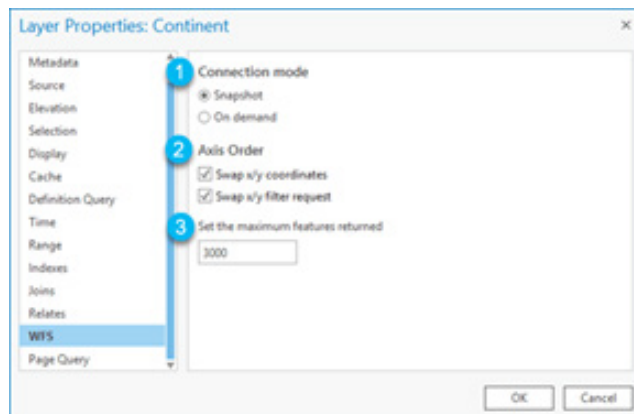 Layer Properties: Continent
×
Metadata
Source
Elevation
Selection
Display
Cache
Definition Query
Time
Range
Indexes
Joins
Relates
WFS
Page Query
1 Connection mode
Snapshot
On demand
2 Axis Order
Swap x/y coordinates
Swap x/y filter request
3 Set the maximum features returned
3000
OK Cancel